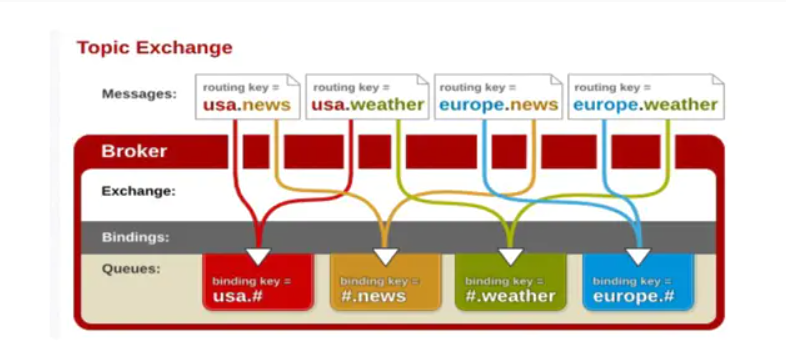 Topic Exchange
Messages:
routing key =
usa.news
routing key =
usa.weather
routing key =
europe.news
routing key =
europe.weather
Broker
Exchange:
Bindings:
Queues:
binding key =
usa.#
binding key =
#.news
binding key =
#.weather
binding key =
europe.#